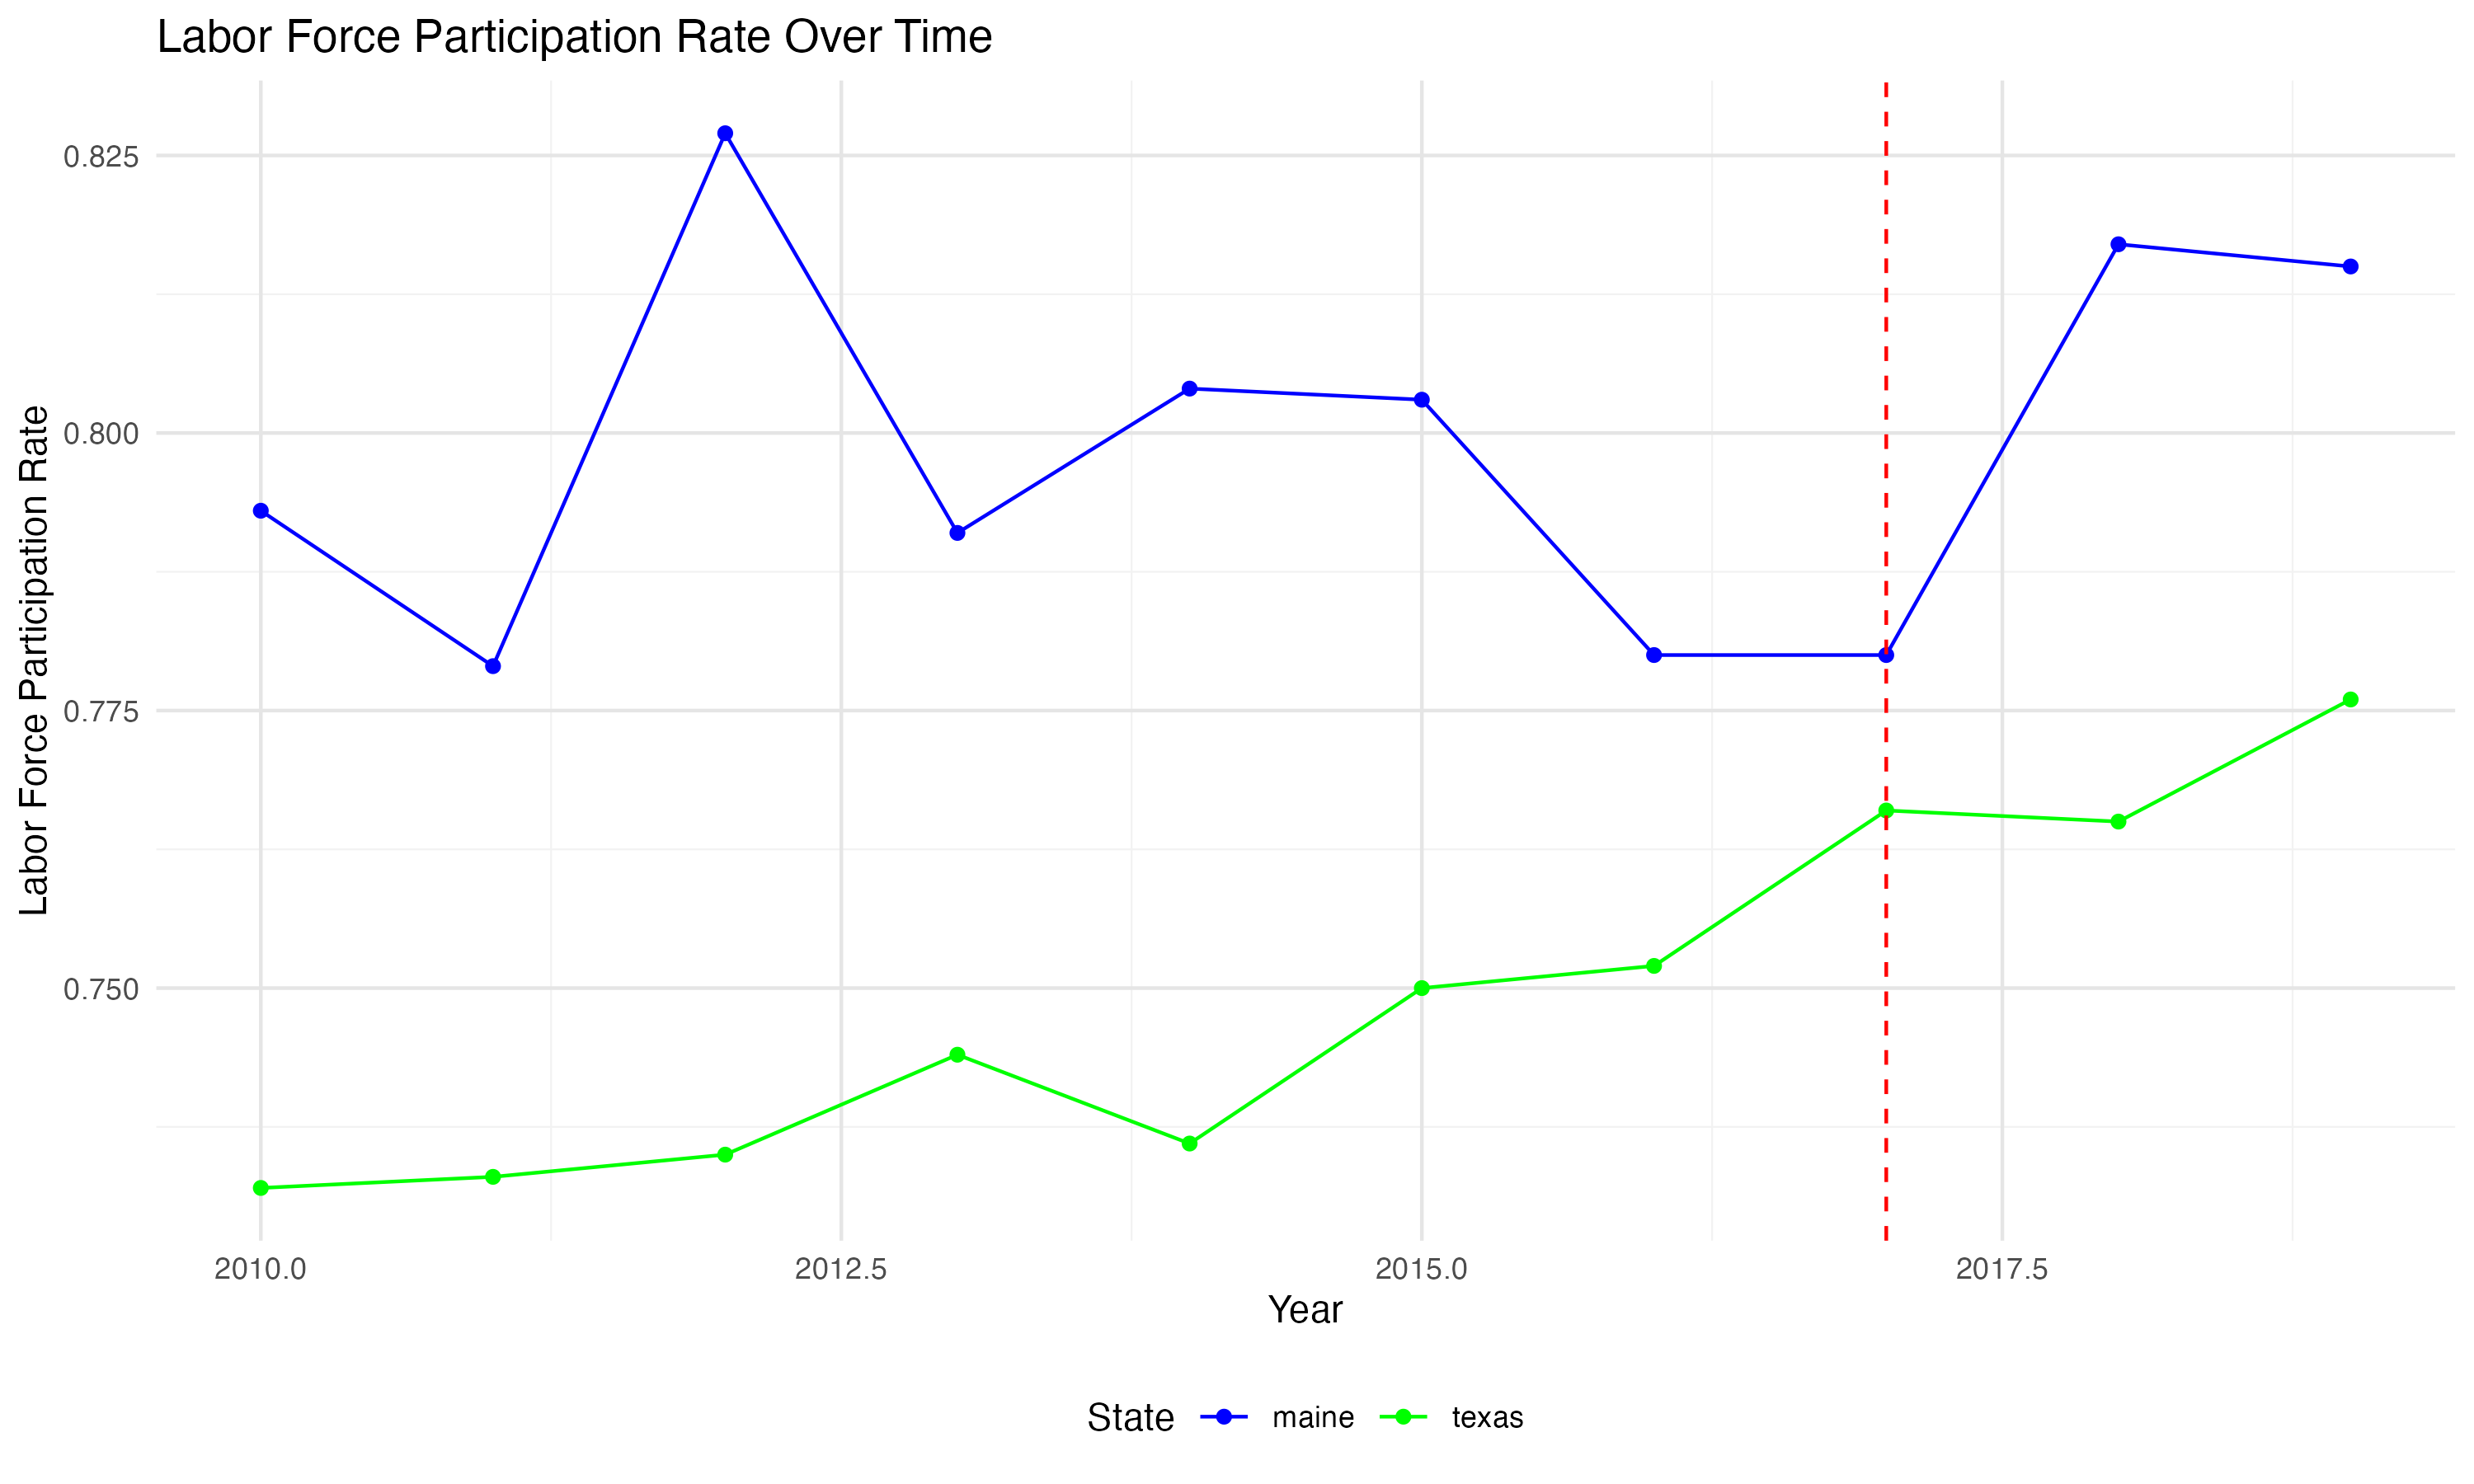 Labor Force Participation Rate Over Time
Labor Force Participation Rate
0.825
0.800
0.775
0.750
2010.0 2012.5 2015.0 2017.5
Year
State maine texas